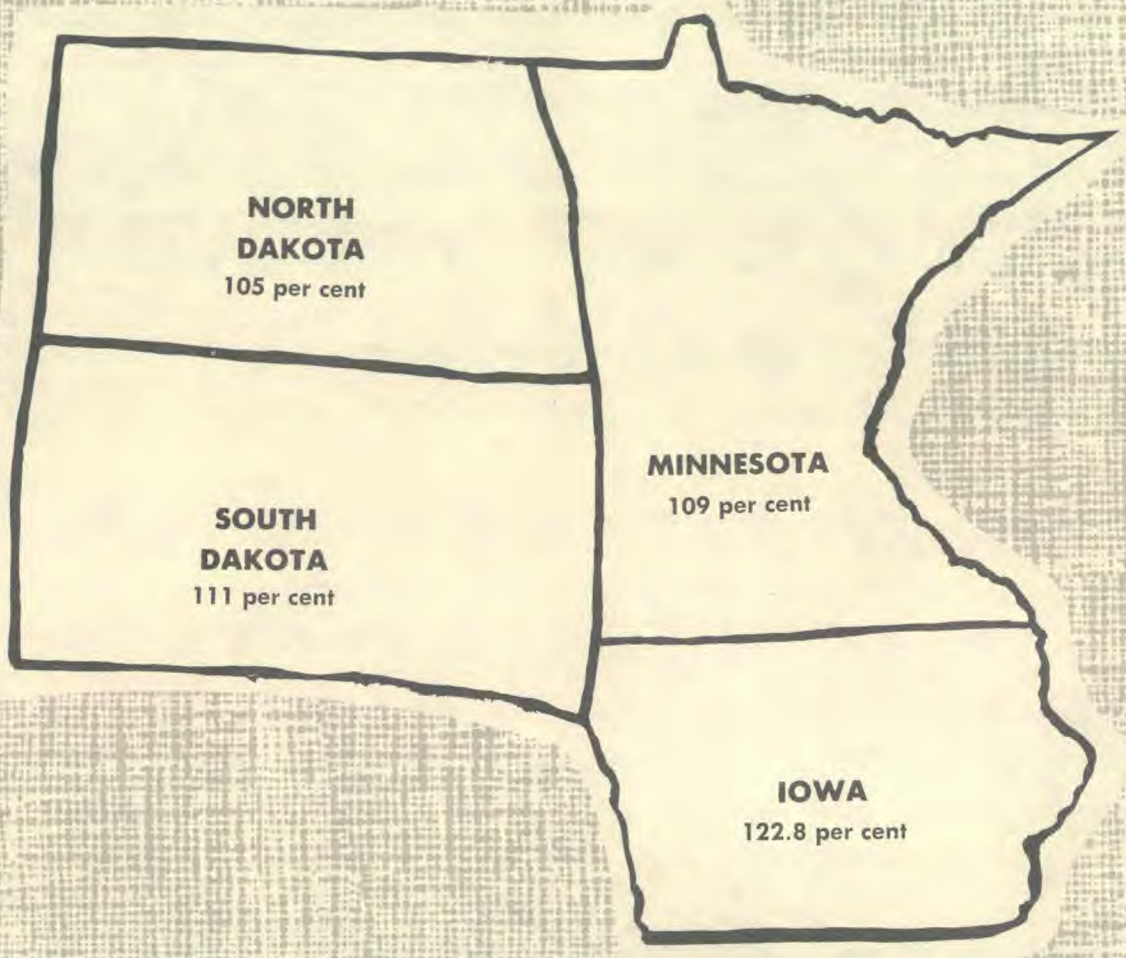 NORTH
DAKOTA
105 per cent
SOUTH
DAKOTA
111 per cent
MINNESOTA
109 per cent
IOWA
122.8 per cent